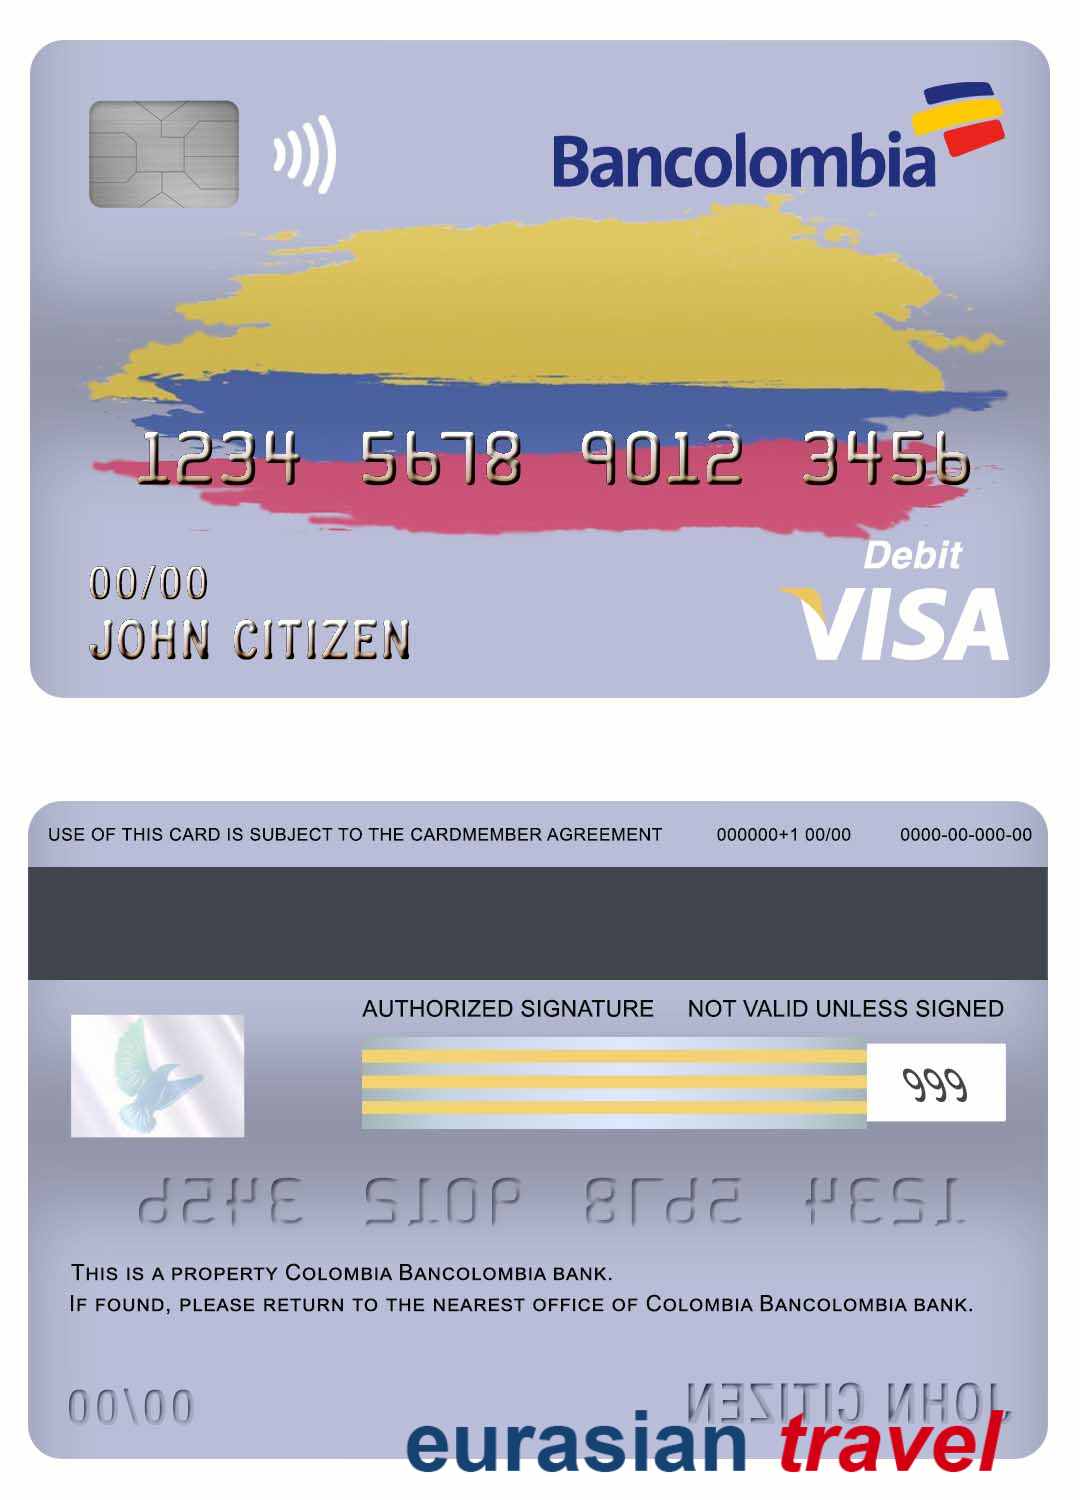 Bancolombia
1234 5678 9012 3456
Debit
00/00
VISA
JOHN CITIZEN
USE OF THIS CARD IS SUBJECT TO THE CARDMEMBER AGREEMENT 000000+1 00/00 0000-00-000-00
AUTHORIZED SIGNATURE NOT VALID UNLESS SIGNED
999
1234 5678 9012 3456
THIS IS A PROPERTY COLOMBIA BANCOLOMBIA BANK.
IF FOUND, PLEASE RETURN TO THE NEAREST OFFICE OF COLOMBIA BANCOLOMBIA BANK.
00/00 JOHN CITIZEN
eurasian travel